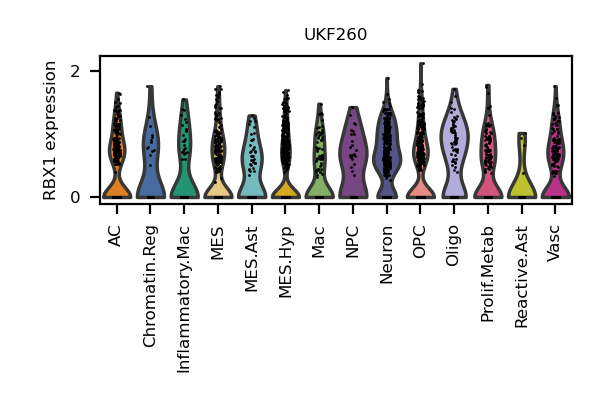 UKF260
RBX1 expression
2
0
AC
Chromatin.Reg
Inflammatory.Mac
MES
MES.Ast
MES.Hyp
Mac
NPC
Neuron
OPC
Oligo
Prolif.Metab
Reactive.Ast
Vasc